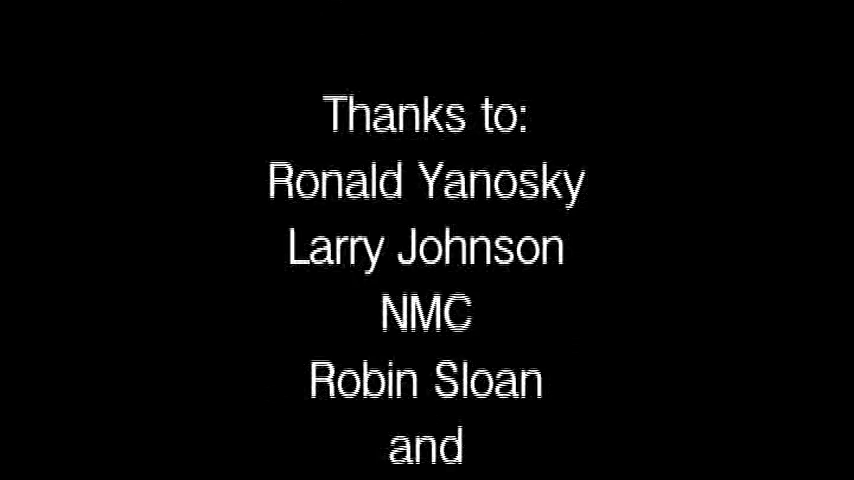 Thanks to:
Ronald Yanosky
Larry Johnson
NMC
Robin Sloan
and